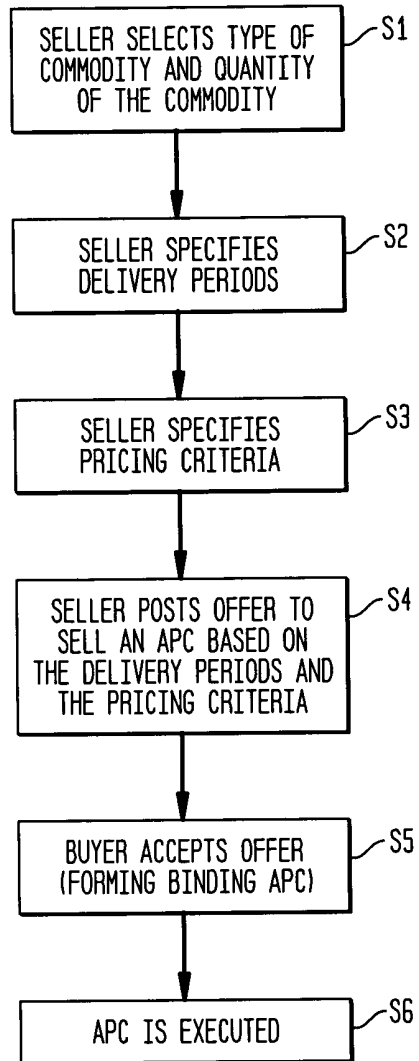 SELLER SELECTS TYPE OF
COMMODITY AND QUANTITY
OF THE COMMODITY
S1
SELLER SPECIFIES
DELIVERY PERIODS
S2
SELLER SPECIFIES
PRICING CRITERIA
S3
SELLER POSTS OFFER TO
SELL AN APC BASED ON
THE DELIVERY PERIODS AND
THE PRICING CRITERIA
S4
BUYER ACCEPTS OFFER
(FORMING BINDING APC)
S5
APC IS EXECUTED
S6